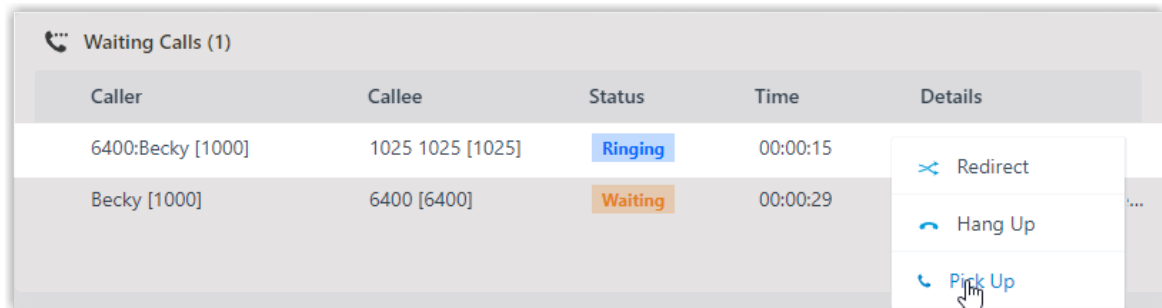 Waiting Calls (1)
Caller Callee Status Time Details
6400:Becky [1000] 1025 1025 [1025] Ringing 00:00:15
Redirect
Becky [1000] 6400 [6400] Waiting 00:00:29
Hang Up
Pick Up